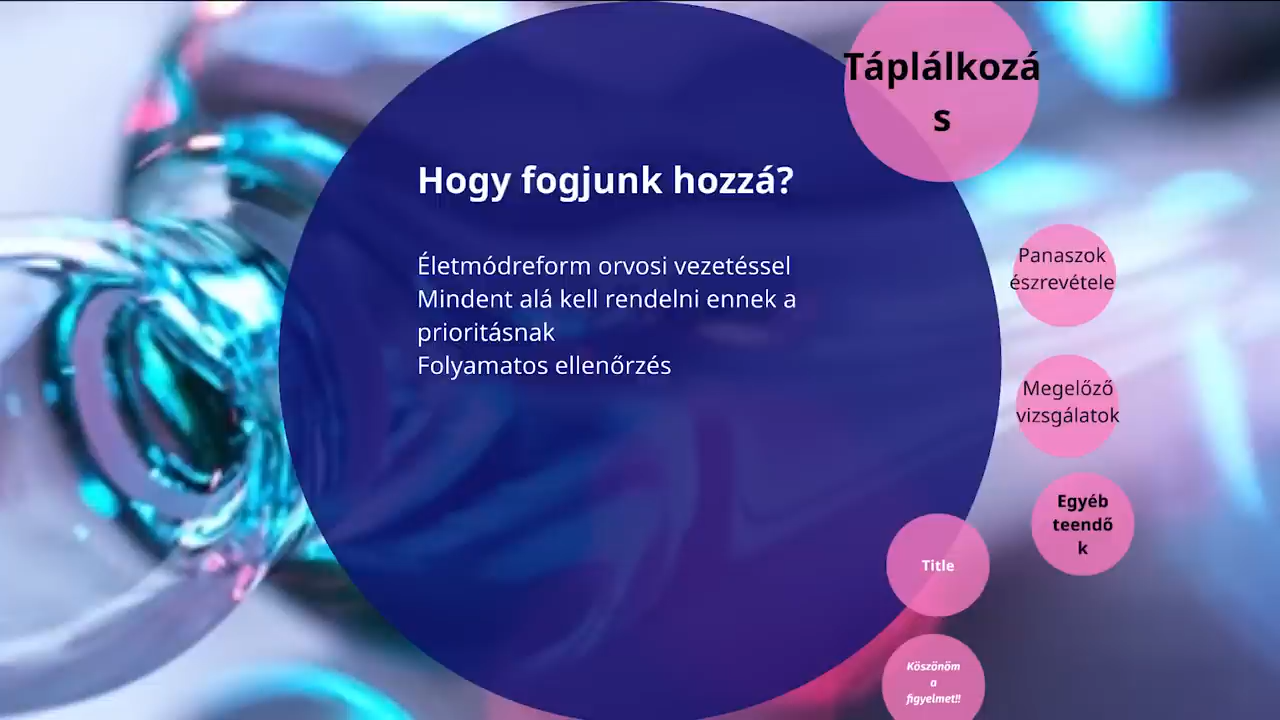 Táplálkozá
s
Hogy fogjunk hozzá?
Életmódreform orvosi vezetéssel
Mindent alá kell rendelni ennek a
prioritásnak
Folyamatos ellenőrzés
Panaszok
észrevétele
Megelőző
vizsgálatok
Egyéb
teendő
k
Title
Köszönöm
a
figyelmet!!